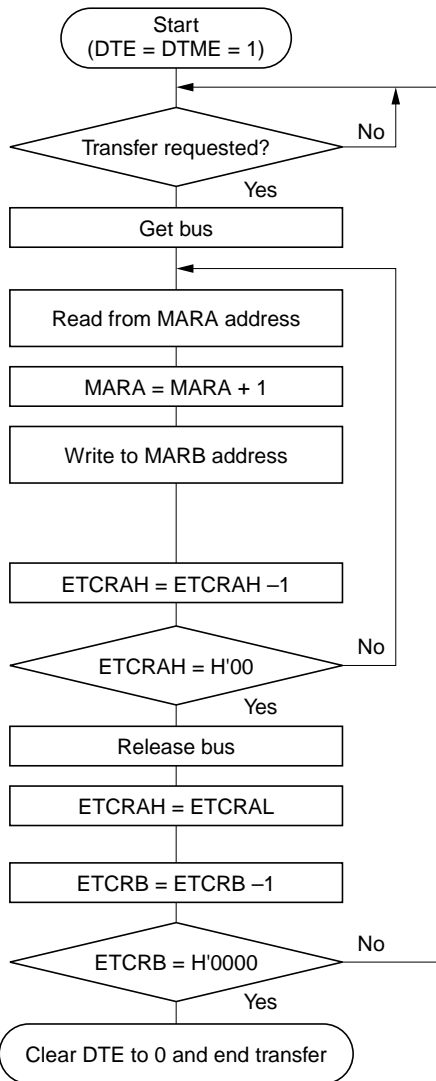 Start
(DTE = DTME = 1)
Transfer requested?
No
Yes
Get bus
Read from MARA address
MARA = MARA + 1
Write to MARB address
ETCRAH = ETCRAH –1
ETCRAH = H'00
No
Yes
Release bus
ETCRAH = ETCRAL
ETCRB = ETCRB –1
ETCRB = H'0000
No
Yes
Clear DTE to 0 and end transfer